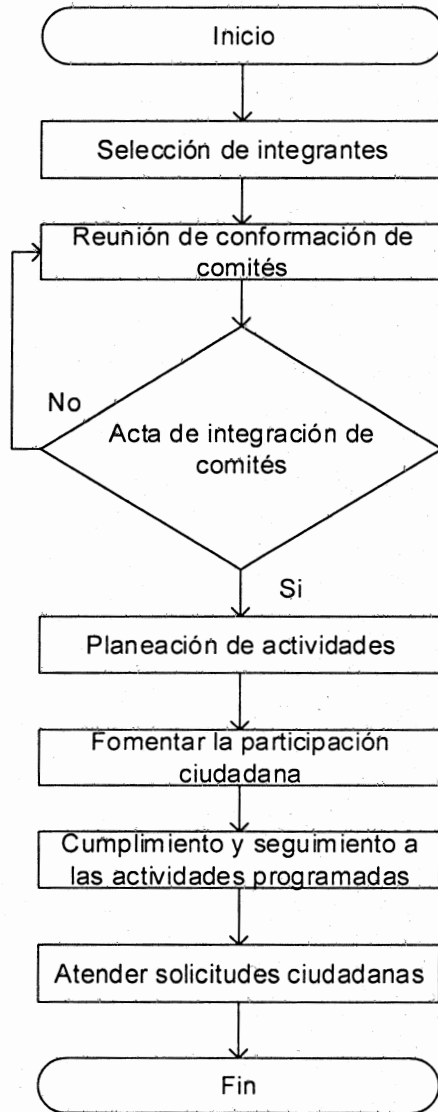 Inicio
Selección de integrantes
Reunión de conformación de
comités
No
Acta de integración de
comités
Si
Planeación de actividades
Fomentar la participación
ciudadana
Cumplimiento y seguimiento a
las actividades programadas
Atender solicitudes ciudadanas
Fin